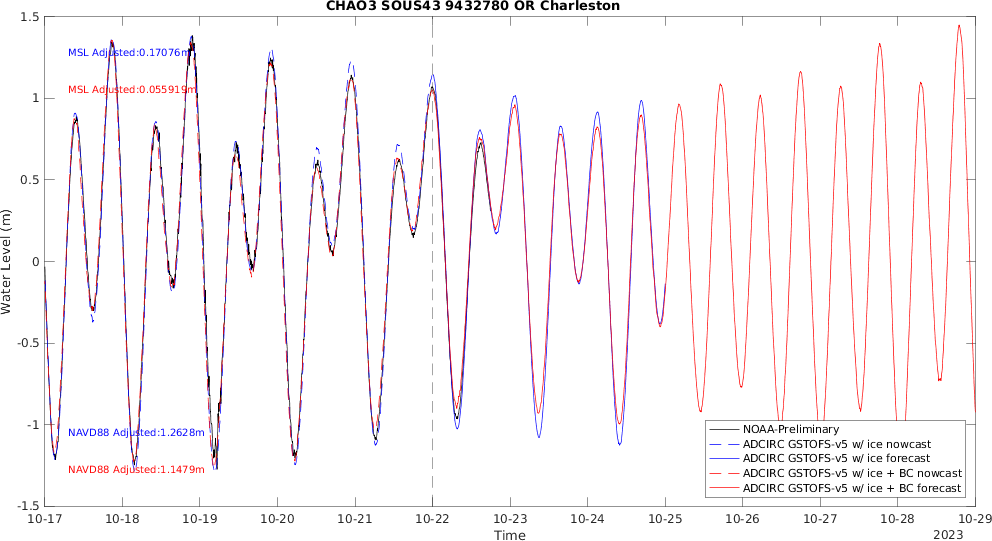 CHAO3 SOUS43 9432780 OR Charleston
1.5
1
0.5
0
-0.5
-1
-1.5
Water Level (m)
MSL Adjusted:0.17076m
MSL Adjusted:0.055919m
NAVD88 Adjusted:1.2628m
NAVD88 Adjusted:1.1479m
NOAA-Preliminary
ADCIRC GSTOFS-v5 w/ ice nowcast
ADCIRC GSTOFS-v5 w/ ice forecast
ADCIRC GSTOFS-v5 w/ ice + BC nowcast
ADCIRC GSTOFS-v5 w/ ice + BC forecast
10-17 10-18 10-19 10-20 10-21 10-22 10-23 10-24 10-25 10-26 10-27 10-28 10-29
Time
2023